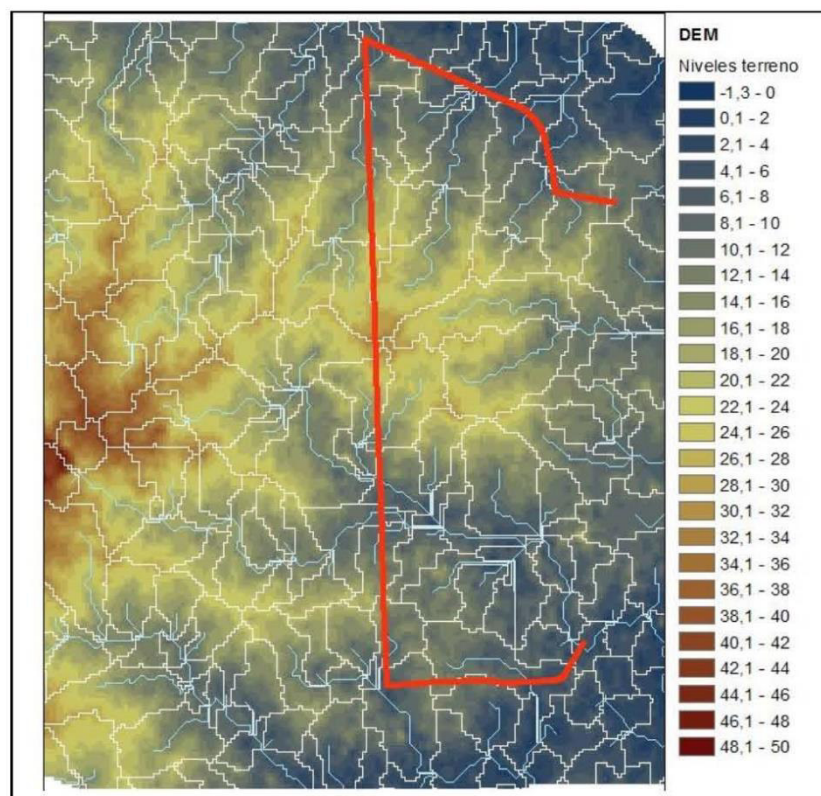 DEM
Niveles terreno
-1,3 - 0
0,1 - 2
2,1 - 4
4,1 - 6
6,1 - 8
8,1 - 10
10,1 - 12
12,1 - 14
14,1 - 16
16,1 - 18
18,1 - 20
20,1 - 22
22,1 - 24
24,1 - 26
26,1 - 28
28,1 - 30
30,1 - 32
32,1 - 34
34,1 - 36
36,1 - 38
38,1 - 40
40,1 - 42
42,1 - 44
44,1 - 46
46,1 - 48
48,1 - 50